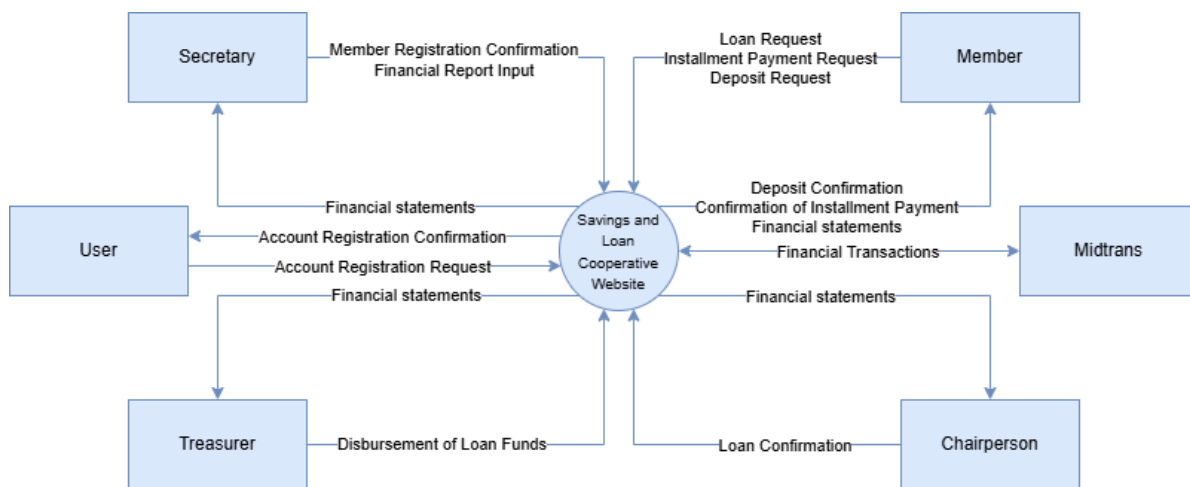 Secretary
Member Registration Confirmation
Financial Report Input
Loan Request
Installment Payment Request
Deposit Request
Member
Financial statements
Deposit Confirmation
Confirmation of Installment Payment
Financial statements
User
Account Registration Confirmation
Account Registration Request
Savings and
Loan
Cooperative
Website
Financial Transactions
Midtrans
Financial statements
Financial statements
Treasurer
Disbursement of Loan Funds
Loan Confirmation
Chairperson